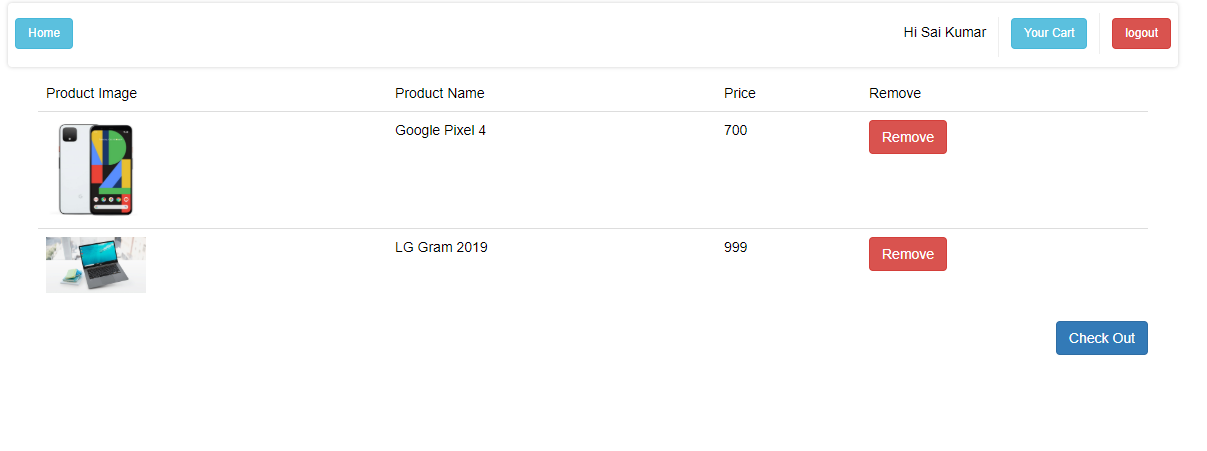 Home Hi Sai Kumar Your Cart logout
Product Image Product Name Price Remove
Google Pixel 4 700 Remove
LG Gram 2019 999 Remove
Check Out